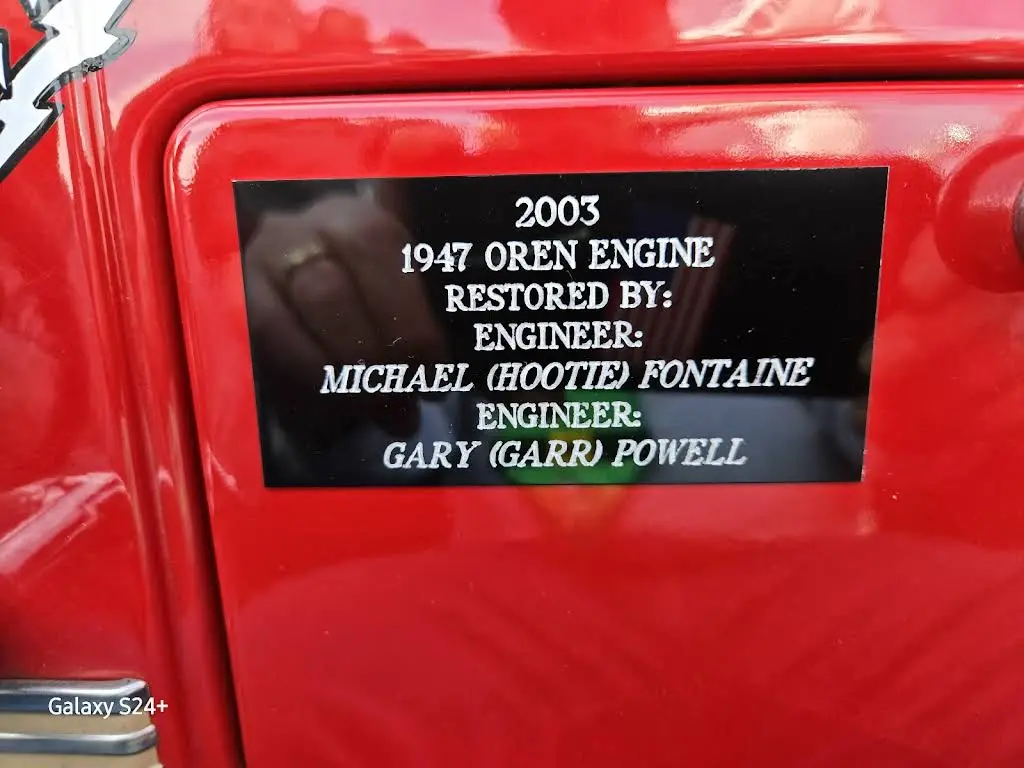 2003
1947 OREN ENGINE
RESTORED BY:
ENGINEER:
MICHAEL (HOOTIE) FONTAINE
ENGINEER:
GARY (GARR) POWELL
Galaxy S24+